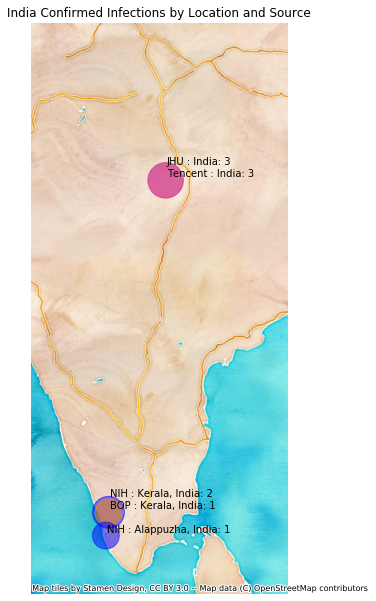 India Confirmed Infections by Location and Source
JHU : India: 3
Tencent : India: 3
NIH : Kerala, India: 2
BOP : Kerala, India: 1
NIH : Alappuzha, India: 1
Map tiles by Stamen Design, CC BY 3.0 -- Map data (C) OpenStreetMap contributors